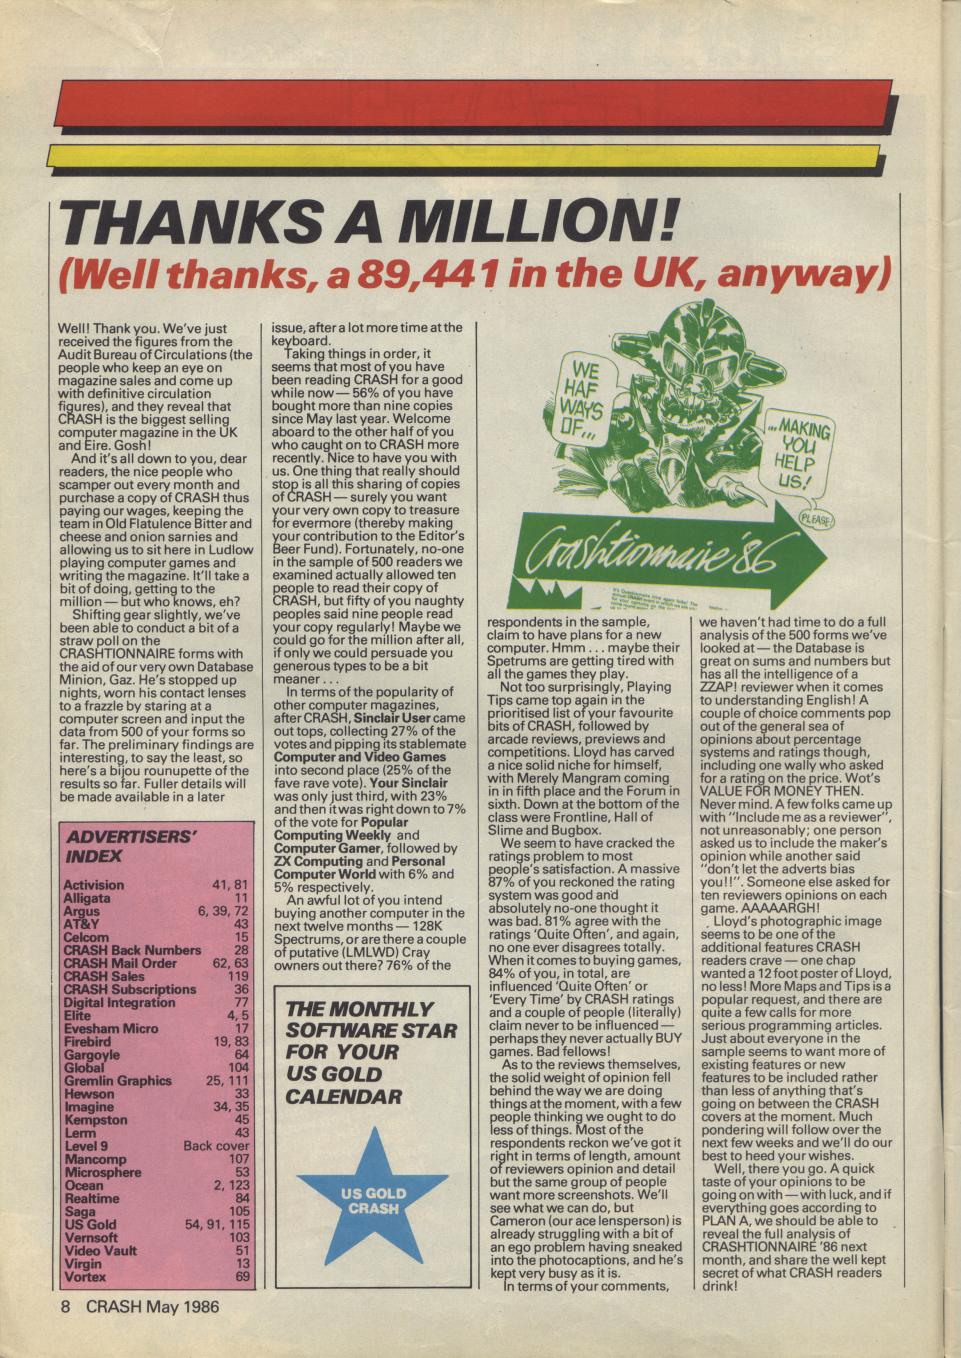 THANKS A MILLION!
(Well thanks, a 89,441 in the UK, anyway)
Well! Thank you. We've just
received the figures from the
Audit Bureau of Circulations (the
people who keep an eye on
magazine sales and come up
with definitive circulation
figures), and they reveal that
CRASH is the biggest selling
computer magazine in the UK
and Eire. Gosh!
And it's all down to you, dear
readers, the nice people who
scamper out every month and
purchase a copy of CRASH thus
paying our wages, keeping the
team in Old Flatulence Bitter and
cheese and onion sarnies and
allowing us to sit here in Ludlow
playing computer games and
writing the magazine. It'll take a
bit of doing, getting to the
million — but who knows, eh?
Shifting gear slightly, we've
been able to conduct a bit of a
straw poll on the
CRASHTIONNAIRE forms with
the aid of our very own Database
Minion, Gaz. He's stopped up
nights, worn his contact lenses
to a frazzle by staring at a
computer screen and input the
data from 500 of your forms so
far. The preliminary findings are
interesting, to say the least, so
here's a bijou rounupette of the
results so far. Fuller details will
be made available in a later
ADVERTISERS'
INDEX
Activision 41, 81
Alligata 11
Argus 6, 39, 72
AT&Y 43
Celcom 15
CRASH Back Numbers 28
CRASH Mail Order 62, 63
CRASH Sales 119
CRASH Subscriptions 36
Digital Integration 77
Elite 4, 5
Evesham Micro 17
Firebird 19, 83
Gargoyle 64
Global 104
Gremlin Graphics 25, 111
Hewson 33
Imagine 34, 35
Kempston 45
Lerm 43
Level 9 Back cover
Mancomp 107
Microsphere 53
Ocean 2, 123
Realtime 84
Saga 105
US Gold 54, 91, 115
Vernsoft 103
Video Vault 51
Virgin 13
Vortex 69
issue, after a lot more time at the
keyboard.
Taking things in order, it
seems that most of you have
been reading CRASH for a good
while now — 56% of you have
bought more than nine copies
since May last year. Welcome
aboard to the other half of you
who caught on to CRASH more
recently. Nice to have you with
us. One thing that really should
stop is all this sharing of copies
of CRASH — surely you want
your very own copy to treasure
for evermore (thereby making
your contribution to the Editor's
Beer Fund). Fortunately, no-one
in the sample of 500 readers we
examined actually allowed ten
people to read their copy of
CRASH, but fifty of you naughty
peoples said nine people read
your copy regularly! Maybe we
could go for the million after all,
if only we could persuade you
generous types to be a bit
meaner . . .
In terms of the popularity of
other computer magazines,
after CRASH, Sinclair User came
out tops, collecting 27% of the
votes and pipping its stablemate
Computer and Video Games
into second place (25% of the
fave rave vote). Your Sinclair
was only just third, with 23%
and then it was right down to 7%
of the vote for Popular
Computing Weekly and
Computer Gamer, followed by
ZX Computing and Personal
Computer World with 6% and
5% respectively.
An awful lot of you intend
buying another computer in the
next twelve months — 128K
Spectrums, or are there a couple
of putative (LMLWD) Cray
owners out there? 76% of the
THE MONTHLY
SOFTWARE STAR
FOR YOUR
US GOLD
CALENDAR
US GOLD
CRASH
WE
HAF
WAYS
OF...
...MAKING
YOU
HELP
US!
PLEASE!
Crashtionnaire '86
respondents in the sample,
claim to have plans for a new
computer. Hmm . . . maybe their
Spetrums are getting tired with
all the games they play.
Not too surprisingly, Playing
Tips came top again in the
prioritised list of your favourite
bits of CRASH, followed by
arcade reviews, previews and
competitions. Lloyd has carved
a nice solid niche for himself,
with Merely Mangram coming
in in fifth place and the Forum in
sixth. Down at the bottom of the
class were Frontline, Hall of
Slime and Bugbox.
We seem to have cracked the
ratings problem to most
people's satisfaction. A massive
87% of you reckoned the rating
system was good and
absolutely no-one thought it
was bad. 81% agree with the
ratings 'Quite Often', and again,
no one ever disagrees totally.
When it comes to buying games,
84% of you, in total, are
influenced 'Quite Often' or
'Every Time' by CRASH ratings
and a couple of people (literally)
claim never to be influenced —
perhaps they never actually BUY
games. Bad fellows!
As to the reviews themselves,
the solid weight of opinion fell
behind the way we are doing
things at the moment, with a few
people thinking we ought to do
less of things. Most of the
respondents reckon we've got it
right in terms of length, amount
of reviewers opinion and detail
but the same group of people
want more screenshots. We'll
see what we can do, but
Cameron (our ace lensperson) is
already struggling with a bit of
an ego problem having sneaked
into the photocaptions, and he's
kept very busy as it is.
In terms of your comments,
we haven't had time to do a full
analysis of the 500 forms we've
looked at — the Database is
great on sums and numbers but
has all the intelligence of a
ZZAP! reviewer when it comes
to understanding English! A
couple of choice comments pop
out of the general sea of
opinions about percentage
systems and ratings though,
including one wally who asked
for a rating on the price. Wot's
VALUE FOR MONEY THEN.
Never mind. A few folks came up
with "Include me as a reviewer",
not unreasonably; one person
asked us to include the maker's
opinion while another said
"don't let the adverts bias
you!!". Someone else asked for
ten reviewers opinions on each
game. AAAAARGH!
Lloyd's photographic image
seems to be one of the
additional features CRASH
readers crave — one chap
wanted a 12 foot poster of Lloyd,
no less! More Maps and Tips is a
popular request, and there are
quite a few calls for more
serious programming articles.
Just about everyone in the
sample seems to want more of
existing features or new
features to be included rather
than less of anything that's
going on between the CRASH
covers at the moment. Much
pondering will follow over the
next few weeks and we'll do our
best to heed your wishes.
Well, there you go. A quick
taste of your opinions to be
going on with — with luck, and if
everything goes according to
PLAN A, we should be able to
reveal the full analysis of
CRASHTIONNAIRE '86 next
month, and share the well kept
secret of what CRASH readers
drink!
8 CRASH May 1986